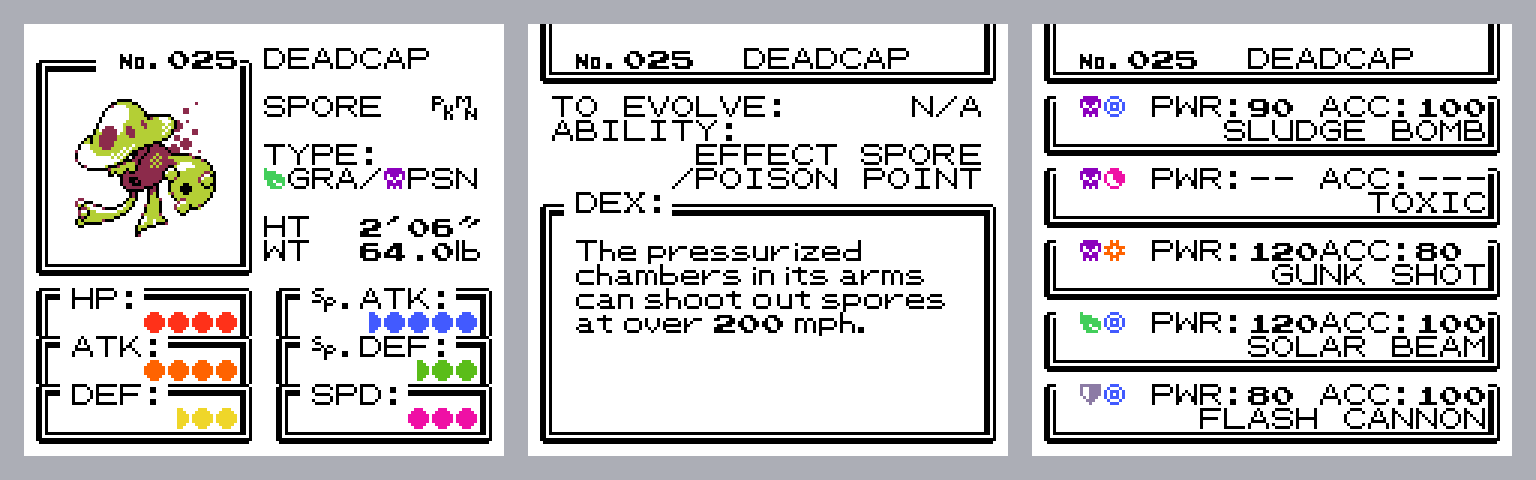 No. 025 DEADCAP
SPORE PKMN
TYPE:
GRA/PSN
HT 2'06"
WT 64.0lb
HP:
ATK:
DEF:
Sp. ATK:
Sp. DEF:
SPD:
No. 025 DEADCAP
TO EVOLVE: N/A
ABILITY:
EFFECT SPORE
/POISON POINT
DEX:
The pressurized
chambers in its arms
can shoot out spores
at over 200 mph.
No. 025 DEADCAP
PWR:90 ACC:100
SLUDGE BOMB
PWR:-- ACC:---
TOXIC
PWR:120 ACC:80
GUNK SHOT
PWR:120 ACC:100
SOLAR BEAM
PWR:80 ACC:100
FLASH CANNON